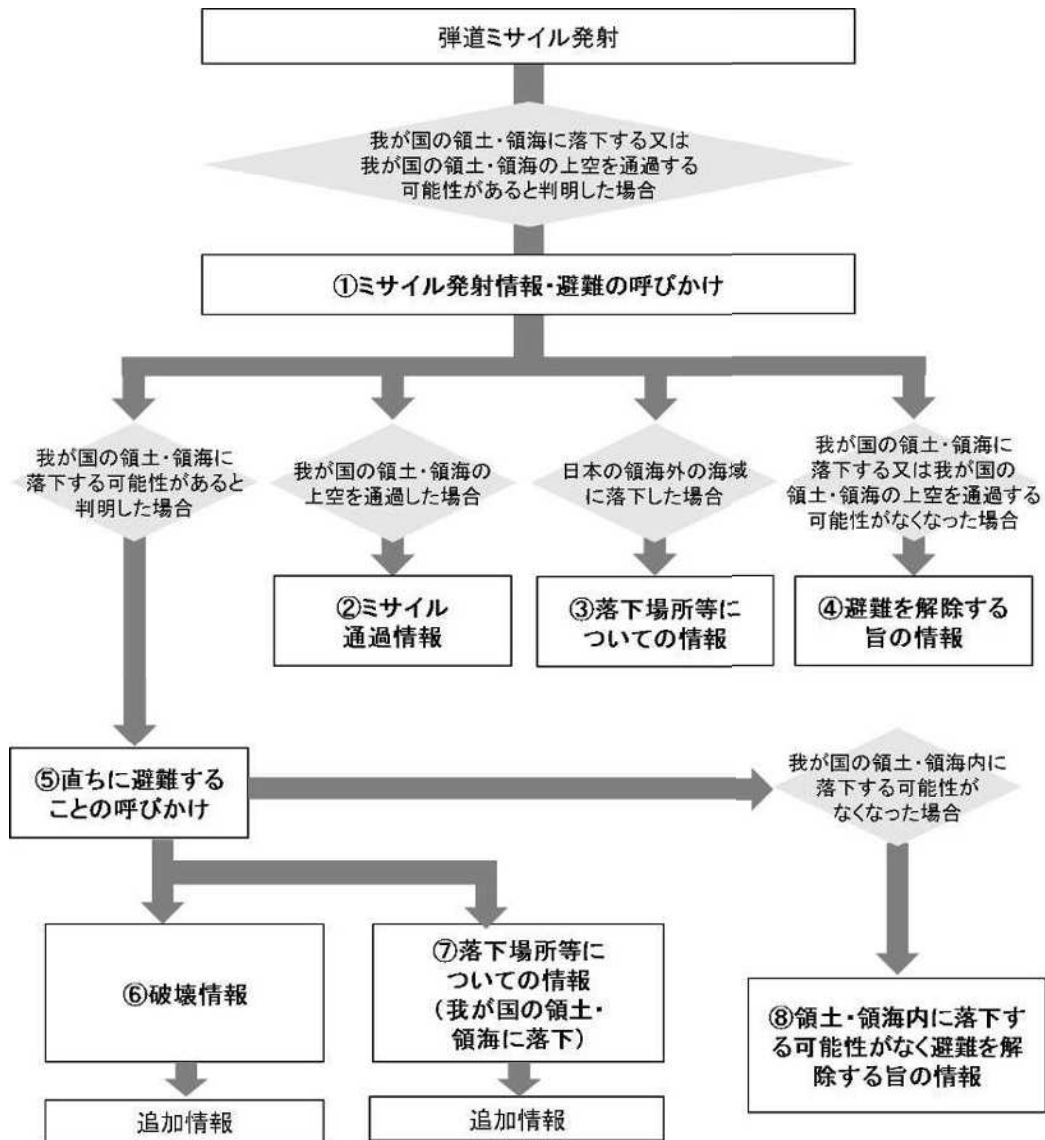 弾道ミサイル発射
我が国の領土・領海に落下する又は
我が国の領土・領海の上空を通過する
可能性があると判明した場合
①ミサイル発射情報・避難の呼びかけ
我が国の領土・領海に
落下する可能性があると
判明した場合
我が国の領土・領海の
上空を通過した場合
日本の領海外の海域
に落下した場合
我が国の領土・領海に
落下する又は我が国の
領土・領海の上空を通過する
可能性がなくなった場合
②ミサイル
通過情報
③落下場所等に
ついての情報
④避難を解除する
旨の情報
⑤直ちに避難する
ことの呼びかけ
我が国の領土・領海内に
落下する可能性が
なくなった場合
⑥破壊情報
⑦落下場所等に
ついての情報
（我が国の領土・
領海に落下）
⑧領土・領海内に落下す
る可能性がなく避難を解
除する旨の情報
追加情報
追加情報